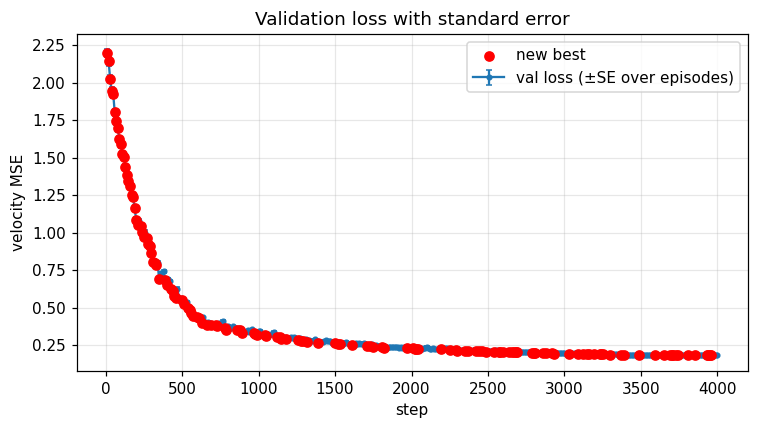 Validation loss with standard error
new best
val loss (±SE over episodes)
velocity MSE
2.25
2.00
1.75
1.50
1.25
1.00
0.75
0.50
0.25
0 500 1000 1500 2000 2500 3000 3500 4000
step